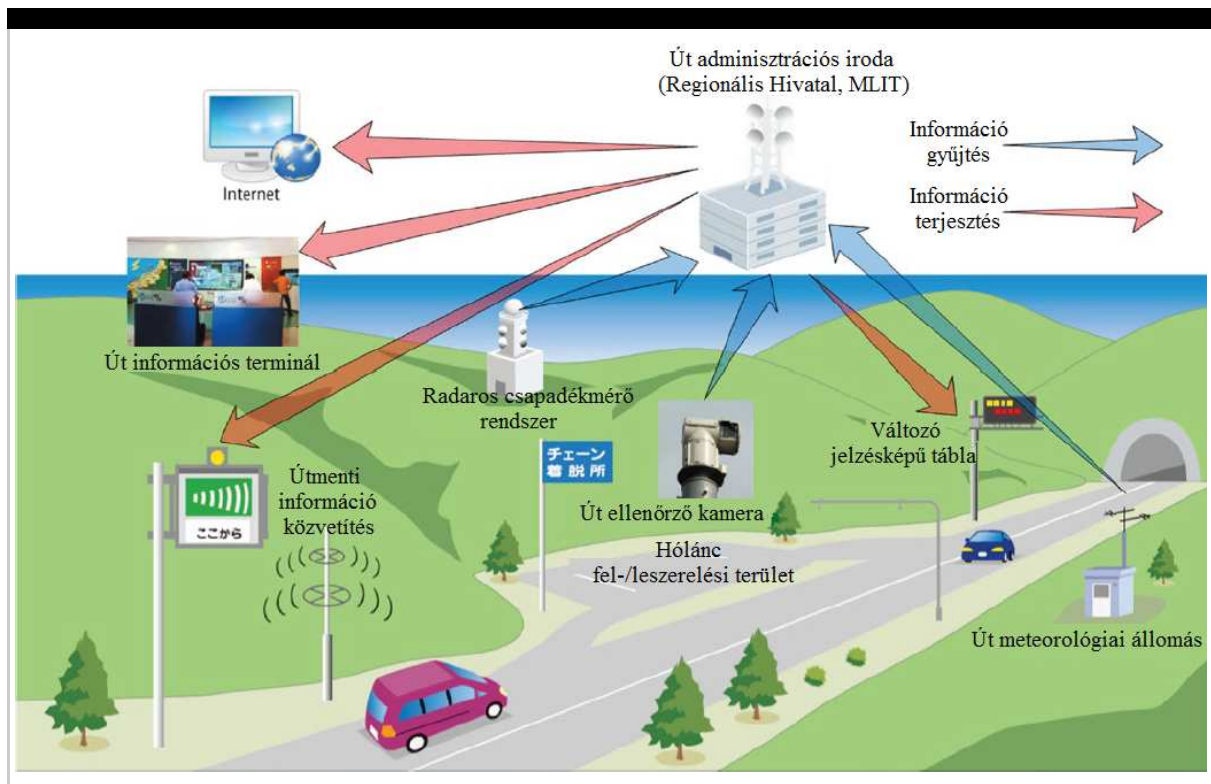 Út adminisztrációs iroda
(Regionális Hivatal, MLIT)
Információ
gyűjtés
Információ
terjesztés
Internet
Út információs terminál
Radaros csapadékmérő
rendszer
Változó
jelzésképű tábla
チェーン
着脱所
Útmenti
információ
közvetítés
ここから
Út ellenőrző kamera
Hólánc
fel-/leszerelési terület
Út meteorológiai állomás